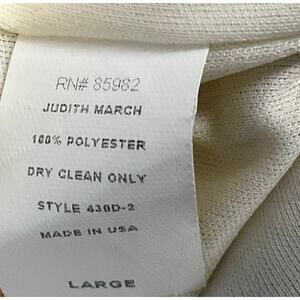 RN# 85982
JUDITH MARCH
100% POLYESTER
DRY CLEAN ONLY
STYLE 430D-2
MADE IN USA
LARGE